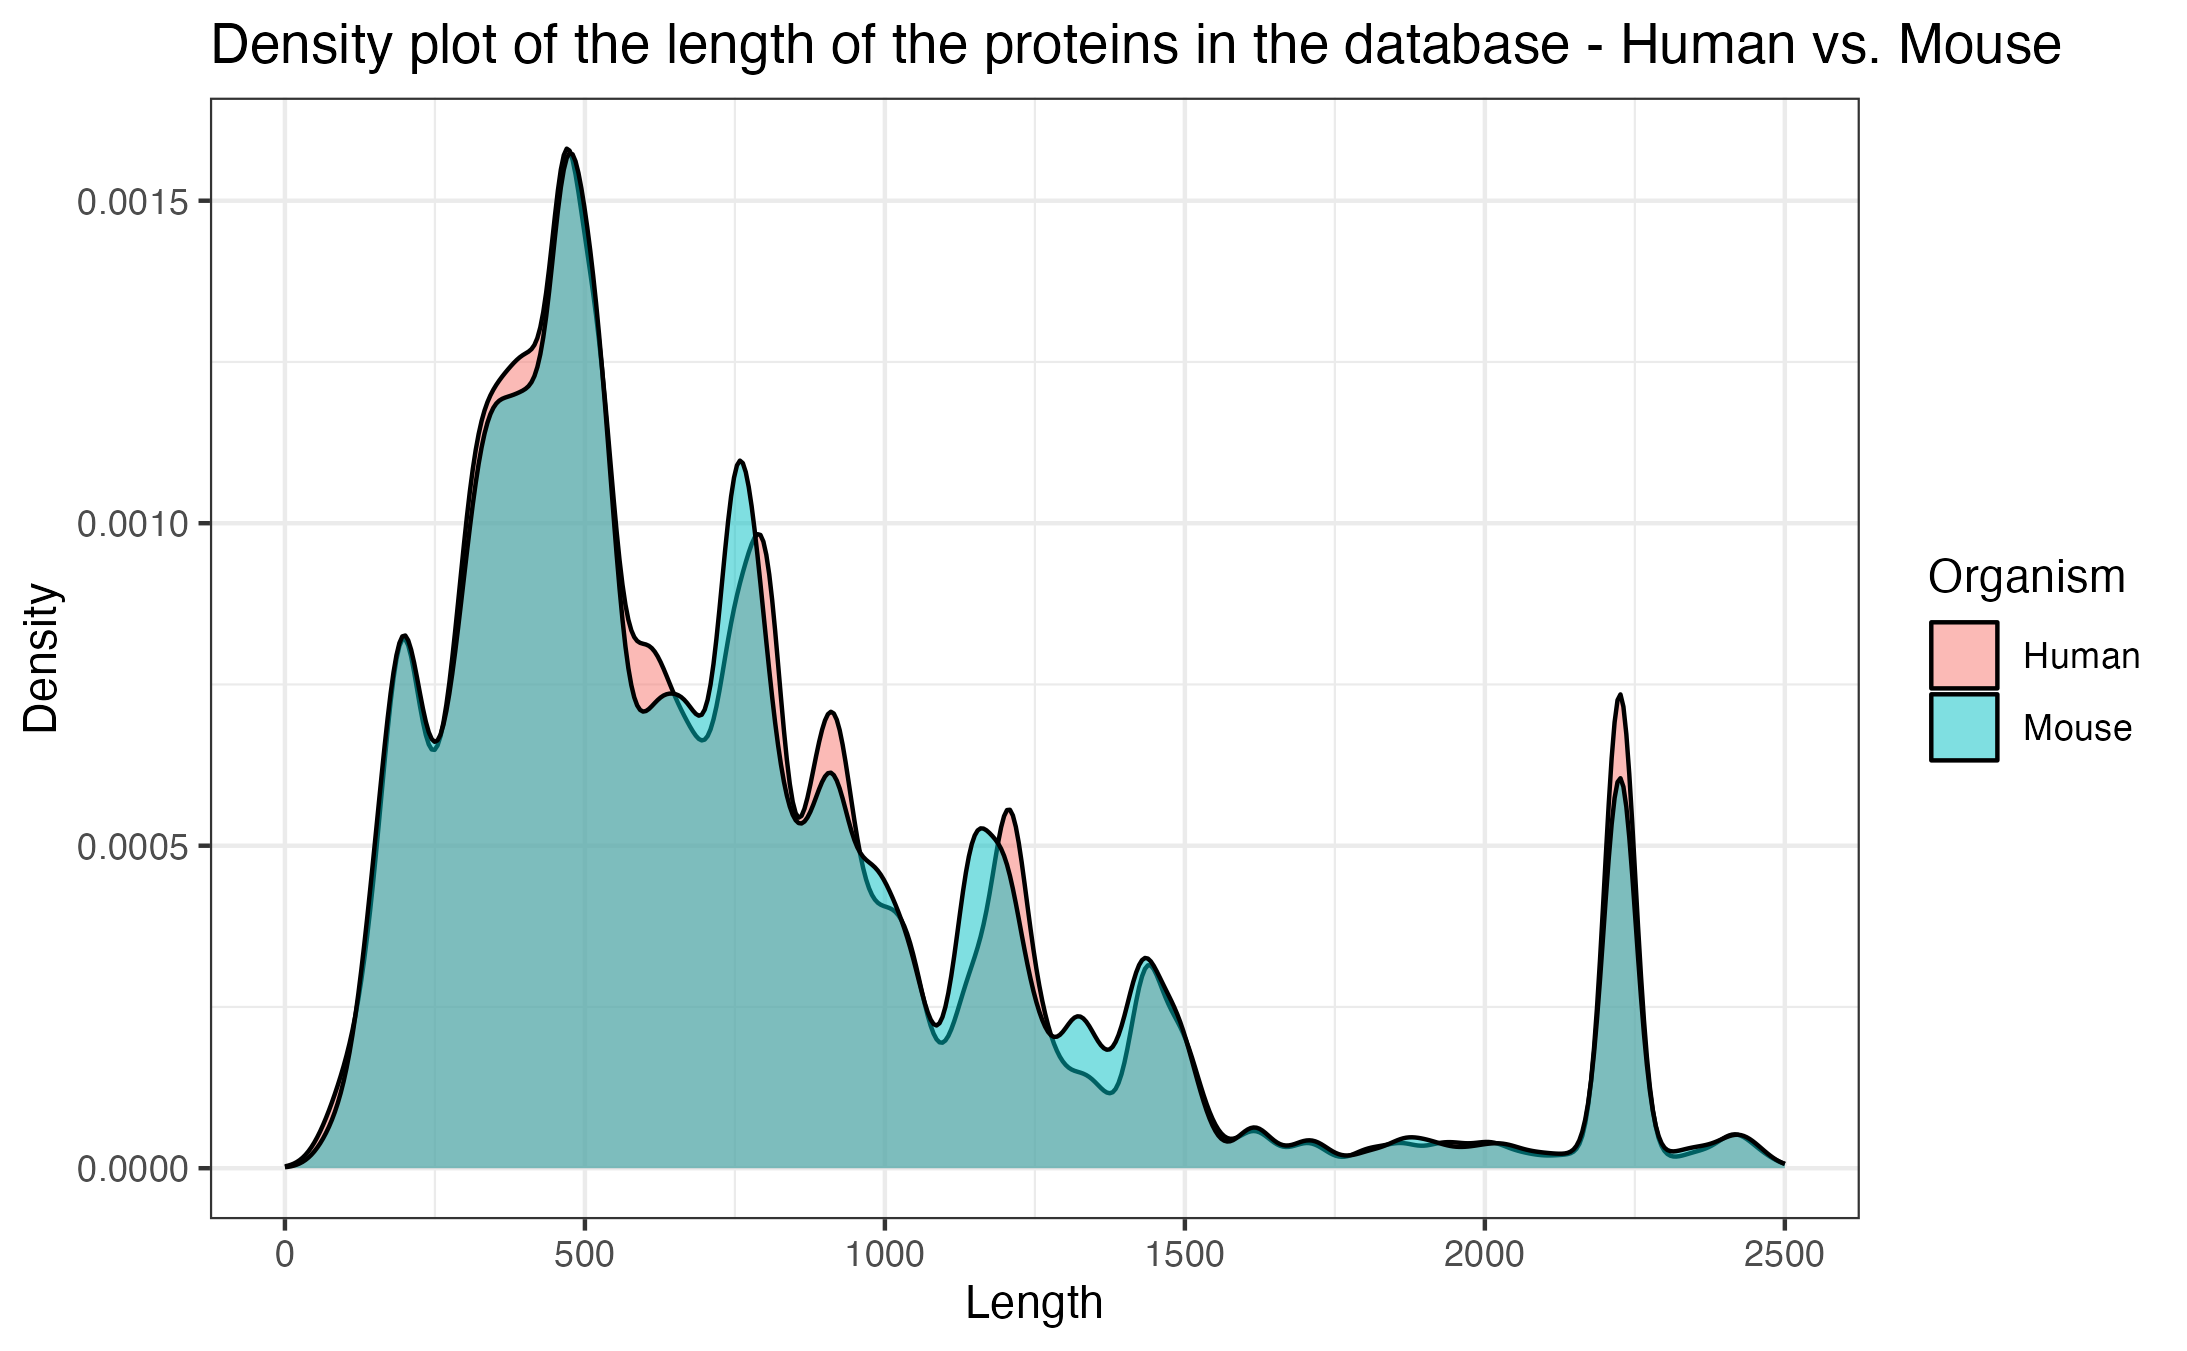 Density plot of the length of the proteins in the database - Human vs. Mouse
0.0015
0.0010
0.0005
0.0000
Density
0 500 1000 1500 2000 2500
Length
Organism
Human
Mouse